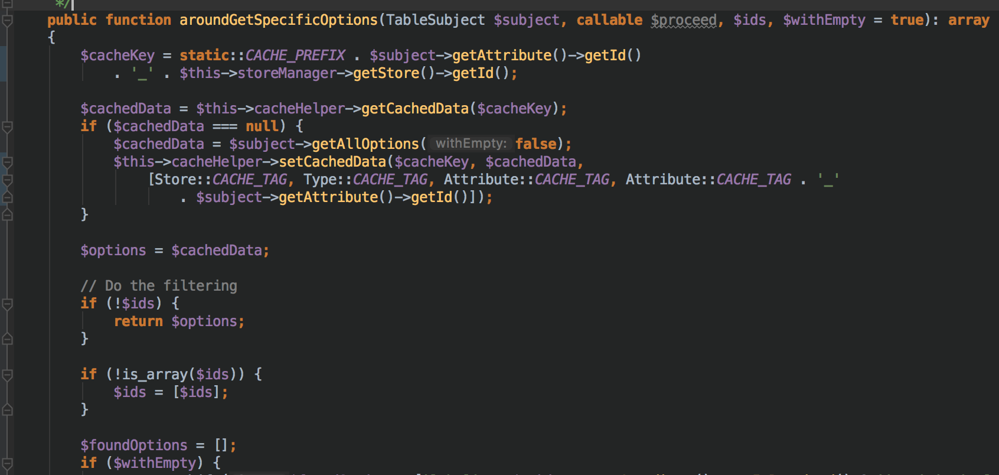 */
public function aroundGetSpecificOptions(TableSubject $subject, callable $proceed, $ids, $withEmpty = true): array
{
$cacheKey = static::CACHE_PREFIX . $subject->getAttribute()->getId()
. '_' . $this->storeManager->getStore()->getId();
$cachedData = $this->cacheHelper->getCachedData($cacheKey);
if ($cachedData === null) {
$cachedData = $subject->getAllOptions( withEmpty: false);
$this->cacheHelper->setCachedData($cacheKey, $cachedData,
[Store::CACHE_TAG, Type::CACHE_TAG, Attribute::CACHE_TAG, Attribute::CACHE_TAG . '_'
. $subject->getAttribute()->getId()]);
}
$options = $cachedData;
// Do the filtering
if (!$ids) {
return $options;
}
if (!is_array($ids)) {
$ids = [$ids];
}
$foundOptions = [];
if ($withEmpty) {